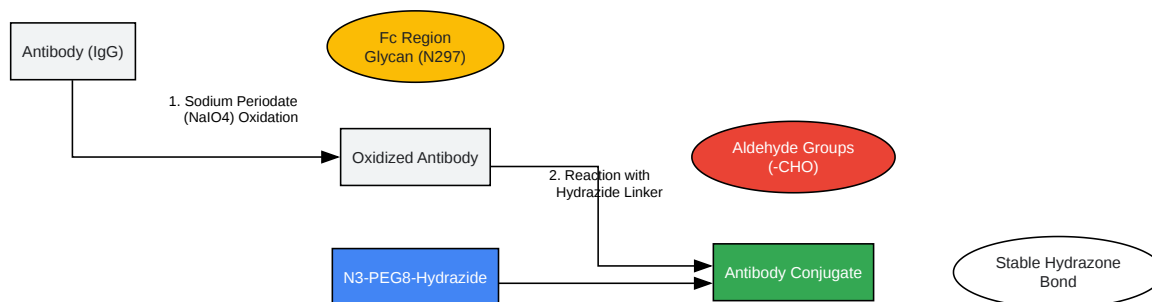 Antibody (IgG)
Fc Region
Glycan (N297)
1. Sodium Periodate
(NaIO4) Oxidation
Oxidized Antibody
Aldehyde Groups
(-CHO)
2. Reaction with
Hydrazide Linker
N3-PEG8-Hydrazide
Antibody Conjugate
Stable Hydrazone
Bond